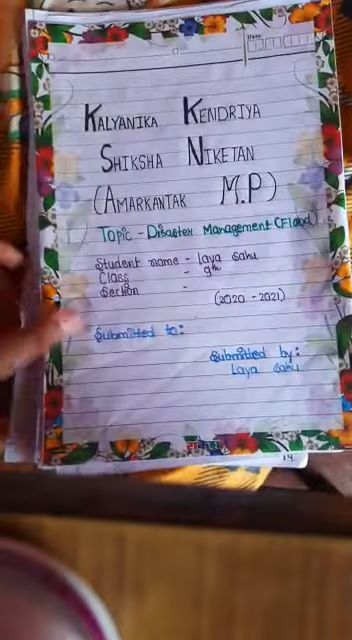 Date
KALYANIKA KENDRIYA
SHIKSHA NIKETAN
(AMARKANTAK M.P)
Topic - Disaster Management (Flood)
Student name - laya sahu
Class - 9th
Section -
(2020 - 2021)
Submitted to:
Submitted by:
Laya sahu